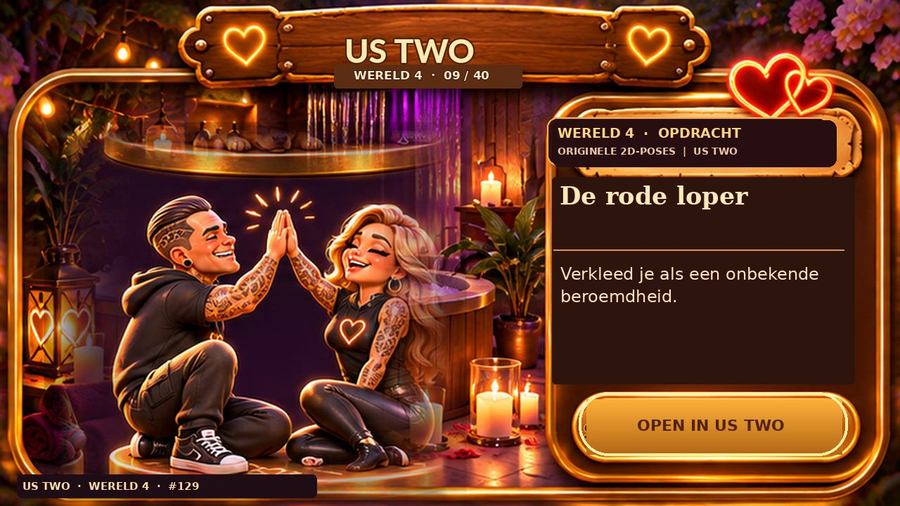 US TWO
WERELD 4 · 09 / 40
WERELD 4 · OPDRACHT
ORIGINELE 2D-POSES | US TWO
De rode loper
Verkleed je als een onbekende
beroemdheid.
OPEN IN US TWO
US TWO · WERELD 4 · #129